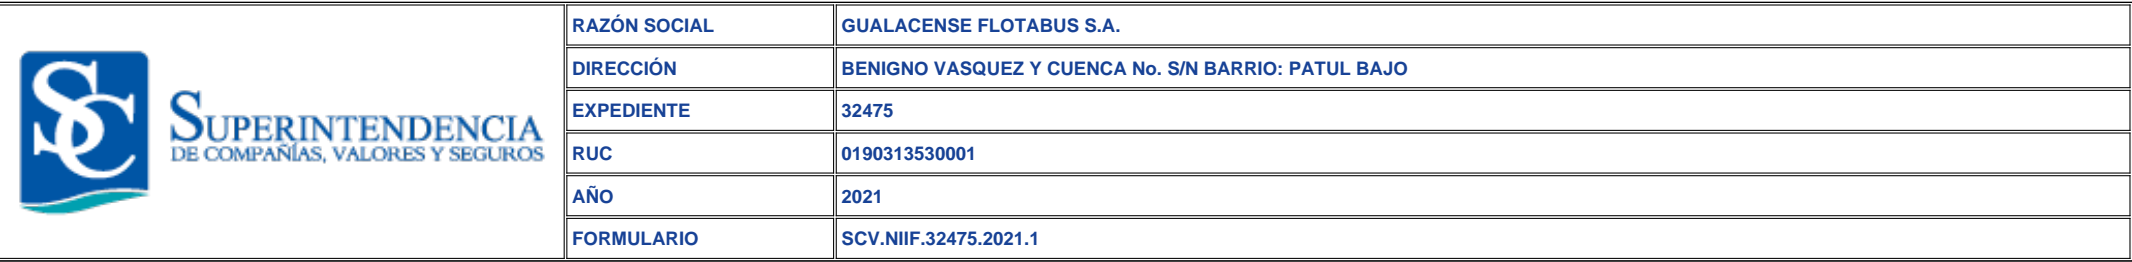 SC
SUPERINTENDENCIA
DE COMPAÑÍAS, VALORES Y SEGUROS
RAZÓN SOCIAL GUALACENSE FLOTABUS S.A.
DIRECCIÓN BENIGNO VASQUEZ Y CUENCA No. S/N BARRIO: PATUL BAJO
EXPEDIENTE 32475
RUC 0190313530001
AÑO 2021
FORMULARIO SCV.NIIF.32475.2021.1